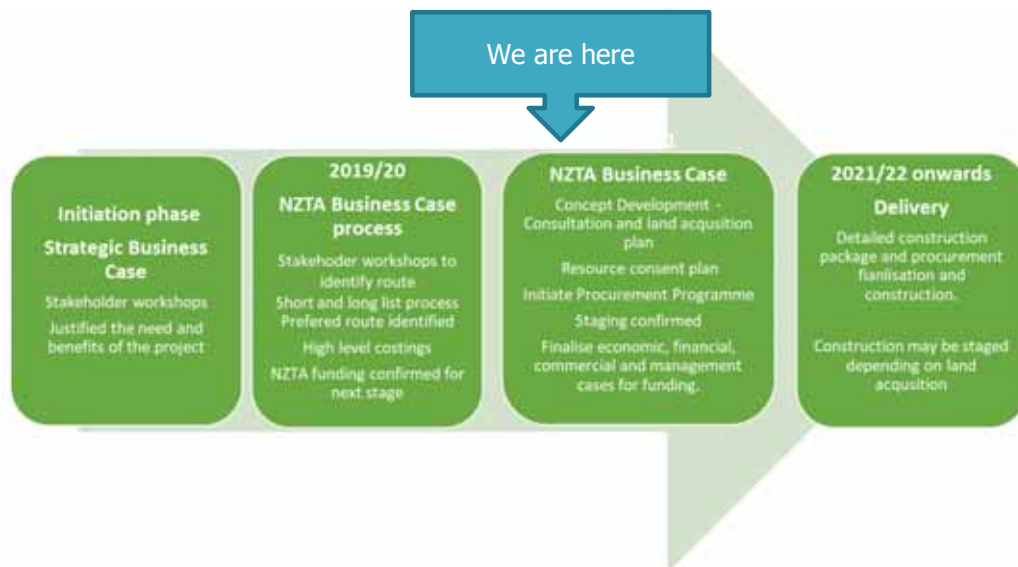 We are here
Initiation phase
Strategic Business
Case
Stakeholder workshops
Justified the need and
benefits of the project
2019/20
NZTA Business Case
process
Stakehoder workshops to
identify route
Short and long list process
Prefered route identified
High level costings
NZTA funding confirmed for
next stage
NZTA Business Case
Concept Development -
Consultation and land acqusition
plan
Resource consent plan
Initiate Procurement Programme
Staging confirmed
Finalise economic, financial,
commercial and management
cases for funding.
2021/22 onwards
Delivery
Detailed construction
package and procurement
fianlisation and
construction.
Construction may be staged
depending on land
acqusition